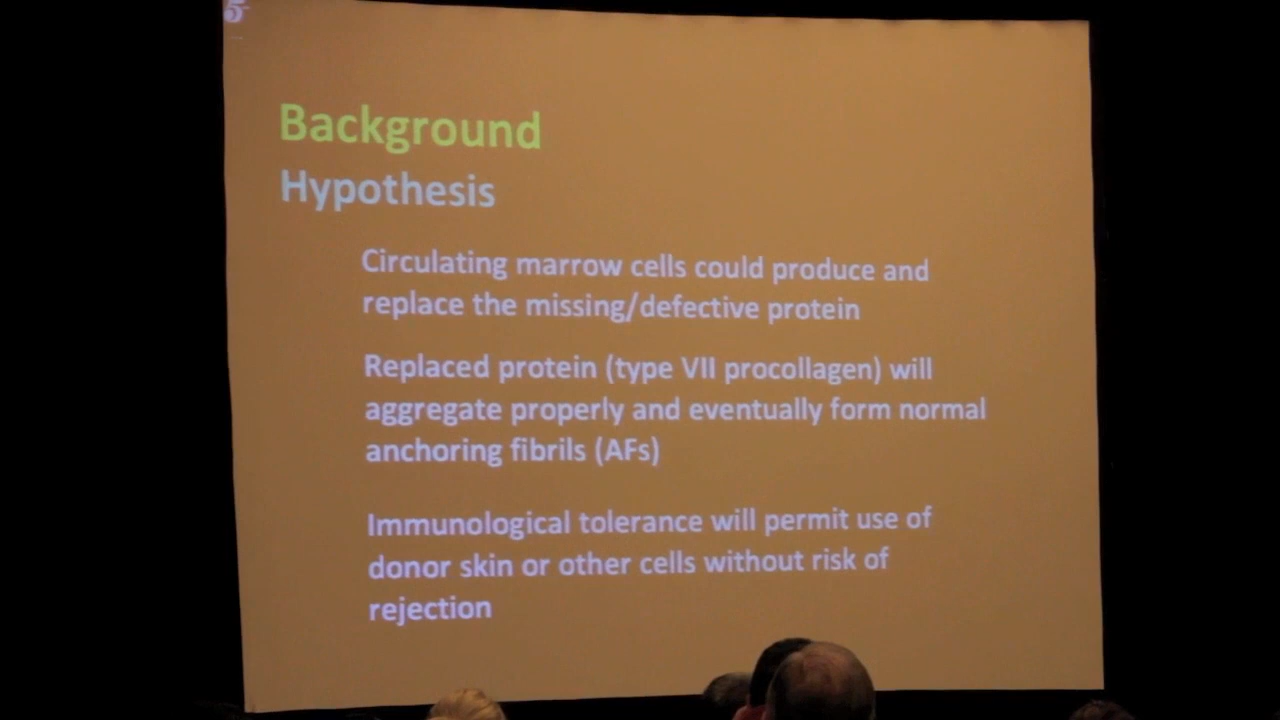 5
Background
Hypothesis
Circulating marrow cells could produce and
replace the missing/defective protein
Replaced protein (type VII procollagen) will
aggregate properly and eventually form normal
anchoring fibrils (AFs)
Immunological tolerance will permit use of
donor skin or other cells without risk of
rejection